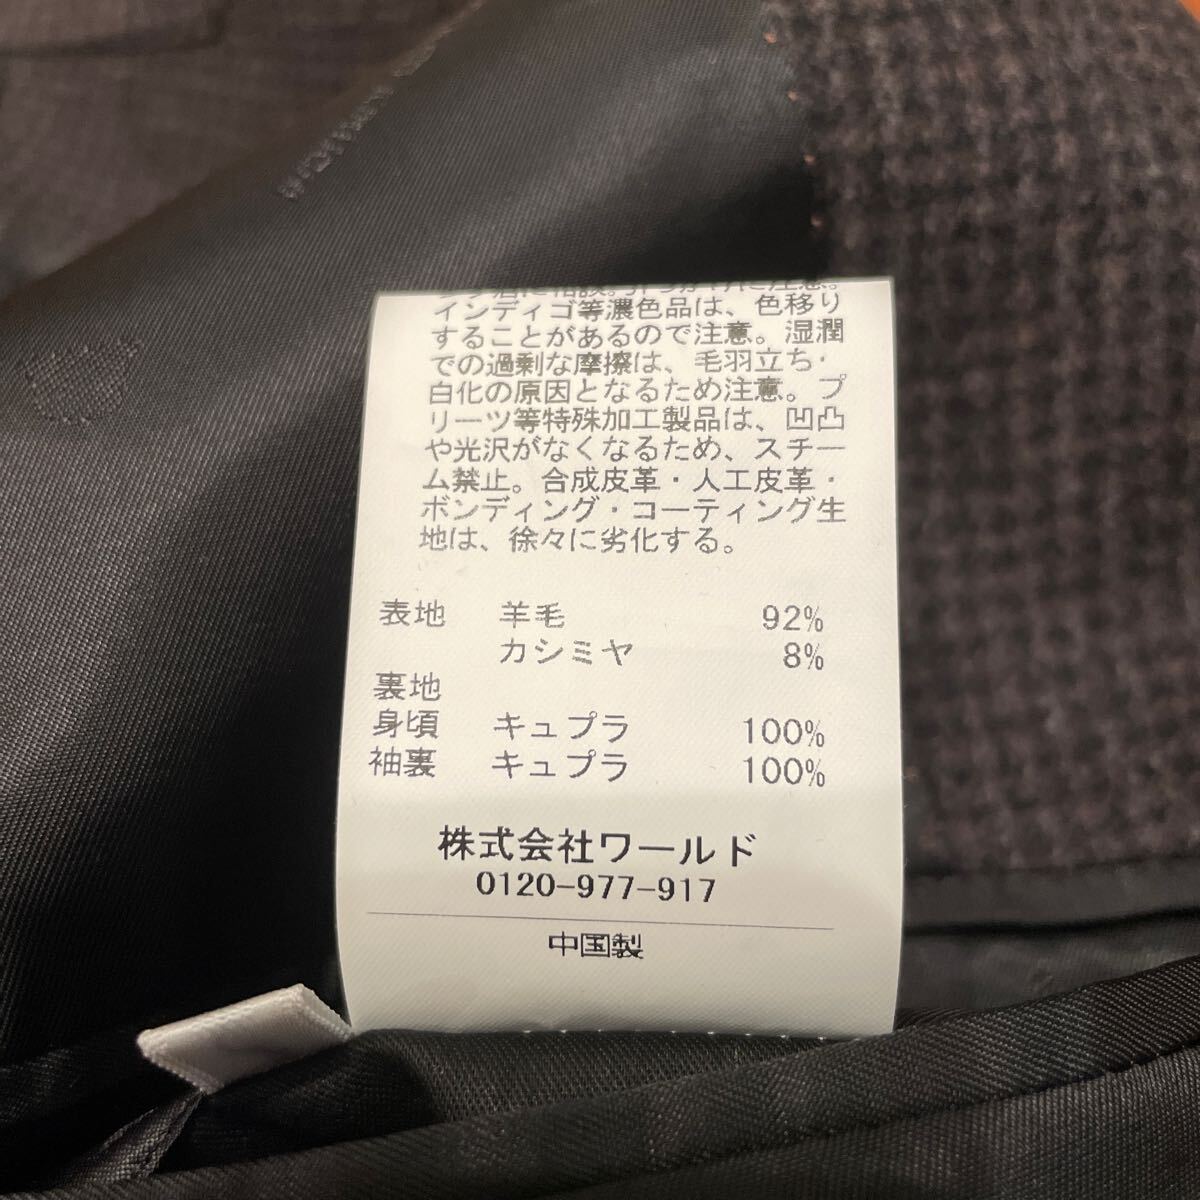 インディゴ等濃色品は、色移り
することがあるので注意。湿潤
での過剰な摩擦は、毛羽立ち・
白化の原因となるため注意。プ
リーツ等特殊加工製品は、凹凸
や光沢がなくなるため、スチー
ム禁止。合成皮革・人工皮革・
ボンディング・コーティング生
地は、徐々に劣化する。
表地 羊毛 92%
カシミヤ 8%
裏地
身頃 キュプラ 100%
袖裏 キュプラ 100%
株式会社ワールド
0120-977-917
中国製